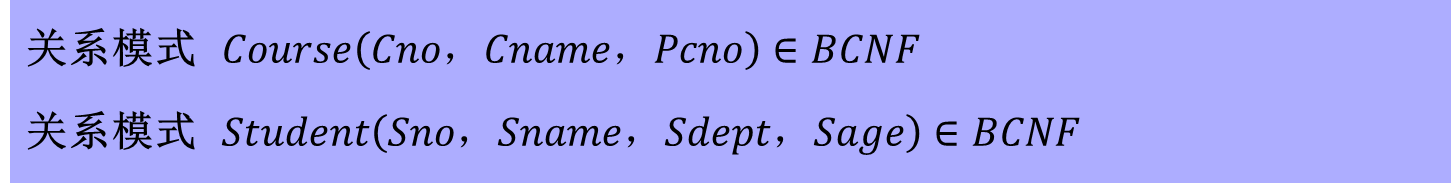 关系模式 Course(Cno，Cname，Pcno) ∈ BCNF
关系模式 Student(Sno，Sname，Sdept，Sage) ∈ BCNF